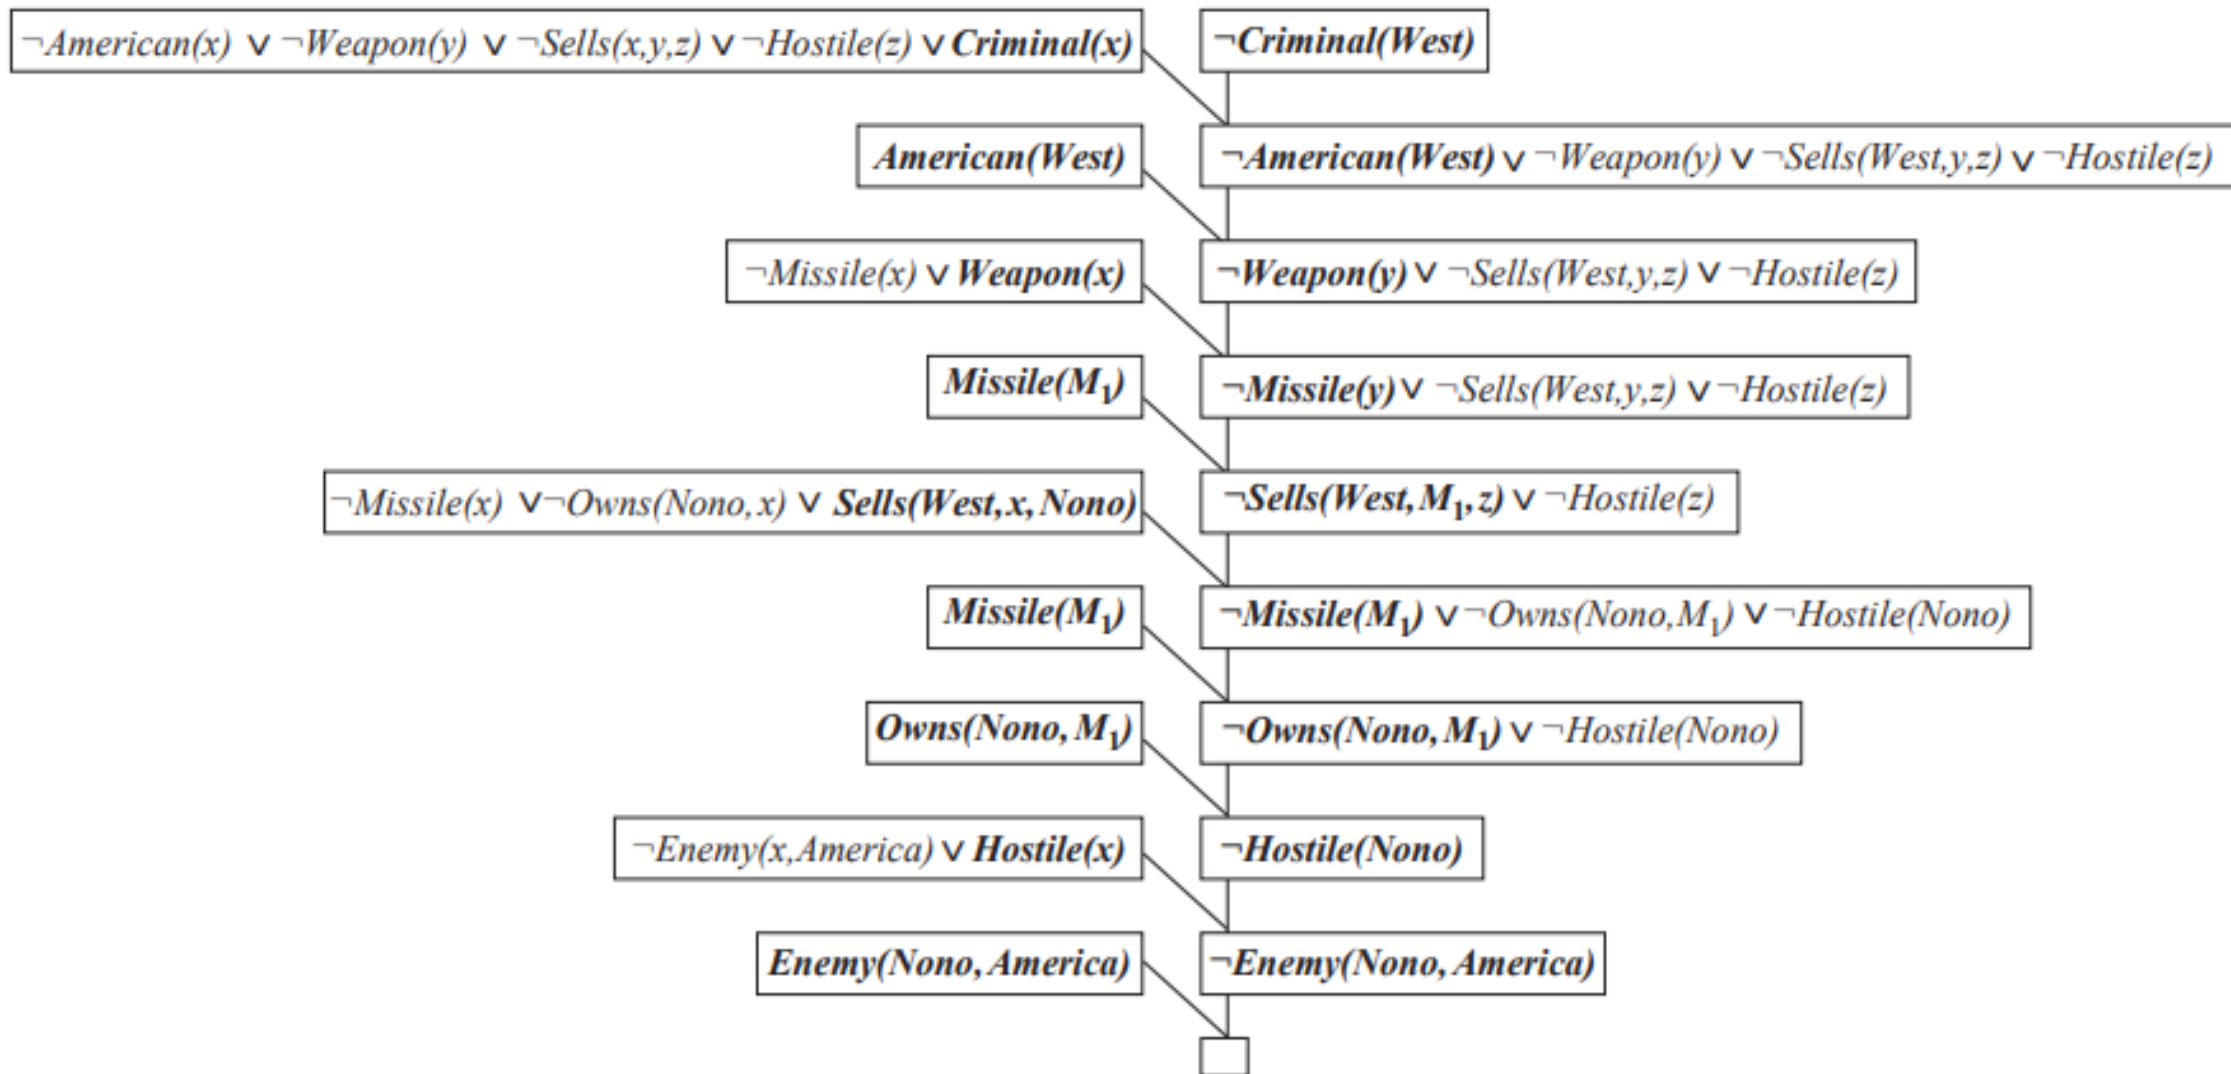 ¬American(x) ∨ ¬Weapon(y) ∨ ¬Sells(x,y,z) ∨ ¬Hostile(z) ∨ Criminal(x)
¬Criminal(West)
American(West)
¬American(West) ∨ ¬Weapon(y) ∨ ¬Sells(West,y,z) ∨ ¬Hostile(z)
¬Missile(x) ∨ Weapon(x)
¬Weapon(y) ∨ ¬Sells(West,y,z) ∨ ¬Hostile(z)
Missile(M₁)
¬Missile(y) ∨ ¬Sells(West,y,z) ∨ ¬Hostile(z)
¬Missile(x) ∨ ¬Owns(Nono,x) ∨ Sells(West,x,Nono)
¬Sells(West,M₁,z) ∨ ¬Hostile(z)
Missile(M₁)
¬Missile(M₁) ∨ ¬Owns(Nono,M₁) ∨ ¬Hostile(Nono)
Owns(Nono,M₁)
¬Owns(Nono,M₁) ∨ ¬Hostile(Nono)
¬Enemy(x,America) ∨ Hostile(x)
¬Hostile(Nono)
Enemy(Nono,America)
¬Enemy(Nono,America)